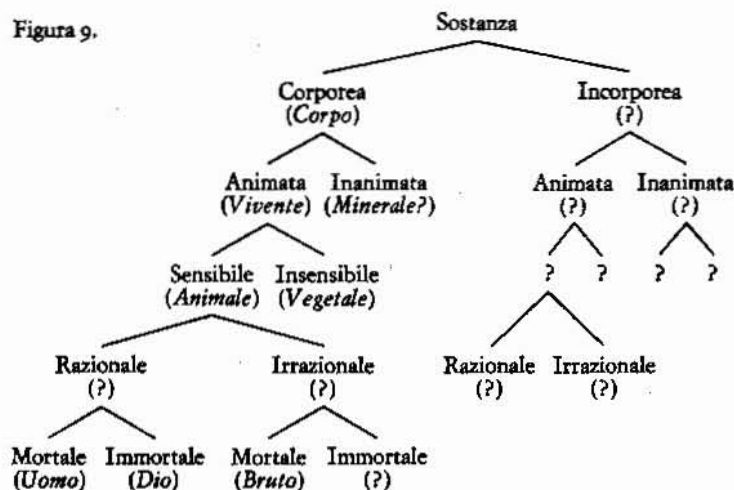 Figura 9.
Sostanza
Corporea Incorporea
(Corpo) (?)
Animata Inanimata Animata Inanimata
(Vivente) (Minerale?) (?) (?)
Sensibile Insensibile ? ? ? ?
(Animale) (Vegetale)
Razionale Irrazionale Razionale Irrazionale
(?) (?) (?) (?)
Mortale Immortale Mortale Immortale
(Uomo) (Dio) (Bruto) (?)